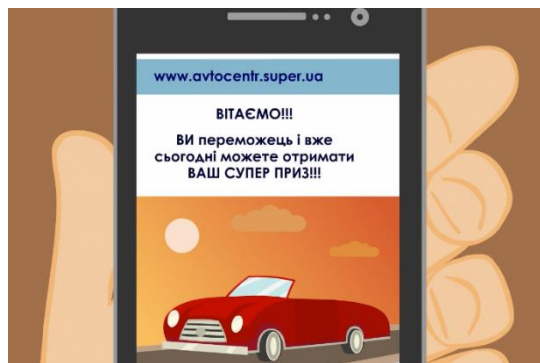 www.avtocentr.super.ua
ВІТАЄМО!!!
ВИ переможець і вже
сьогодні можете отримати
ВАШ СУПЕР ПРИЗ!!!